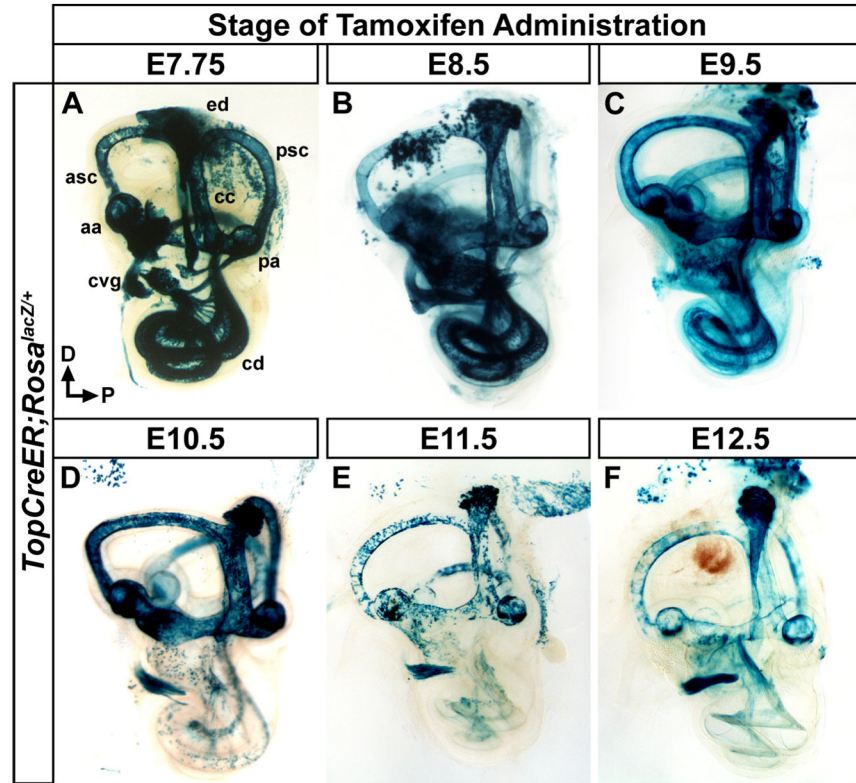 Stage of Tamoxifen Administration
E7.75
E8.5
E9.5
TopCreER;Rosa^lacZ/+
A
ed
psc
asc
cc
aa
pa
cvg
cd
D
P
B
C
E10.5
E11.5
E12.5
D
E
F